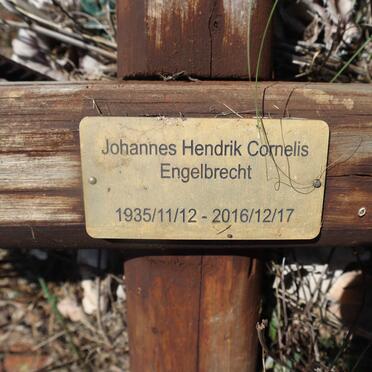 Johannes Hendrik Cornelis
Engelbrecht
1935/11/12 - 2016/12/17